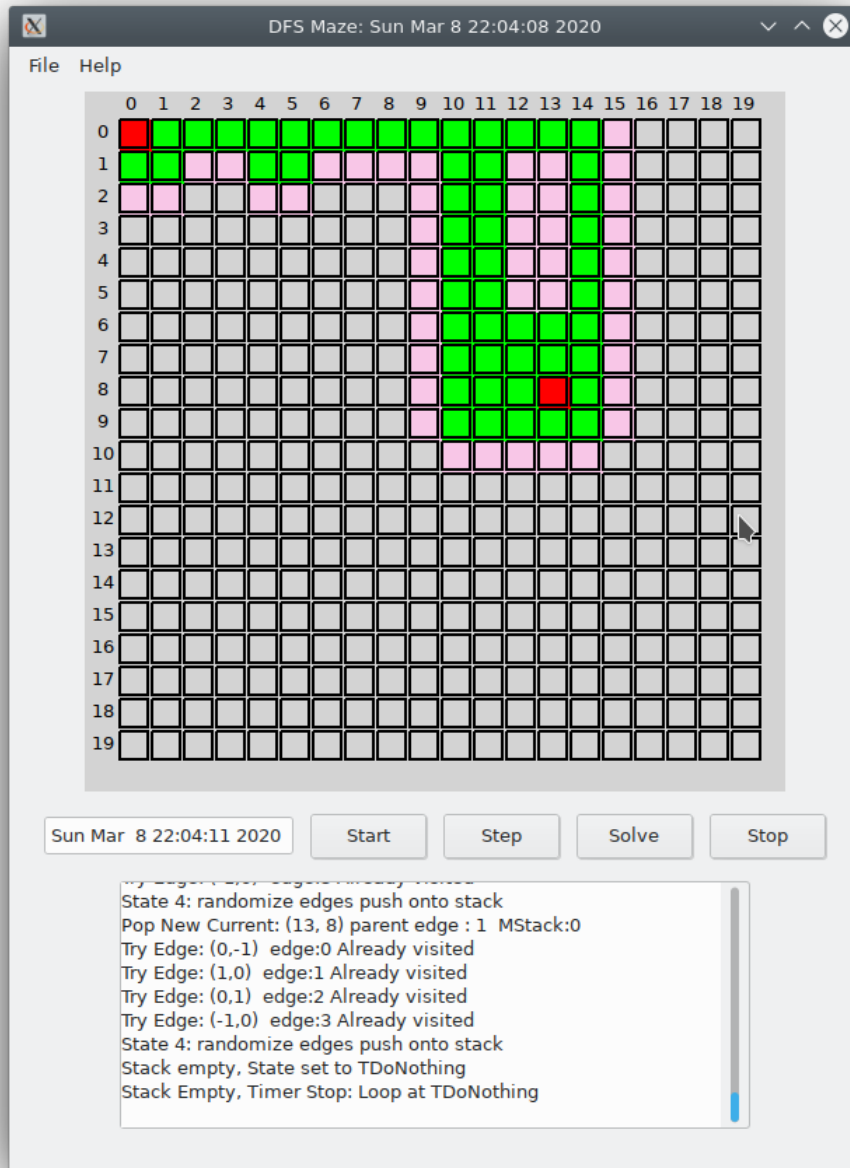 DFS Maze: Sun Mar 8 22:04:08 2020
File Help
0 1 2 3 4 5 6 7 8 9 10 11 12 13 14 15 16 17 18 19
0
1
2
3
4
5
6
7
8
9
10
11
12
13
14
15
16
17
18
19
Sun Mar 8 22:04:11 2020 Start Step Solve Stop
State 4: randomize edges push onto stack
Pop New Current: (13, 8) parent edge : 1 MStack:0
Try Edge: (0,-1) edge:0 Already visited
Try Edge: (1,0) edge:1 Already visited
Try Edge: (0,1) edge:2 Already visited
Try Edge: (-1,0) edge:3 Already visited
State 4: randomize edges push onto stack
Stack empty, State set to TDoNothing
Stack Empty, Timer Stop: Loop at TDoNothing